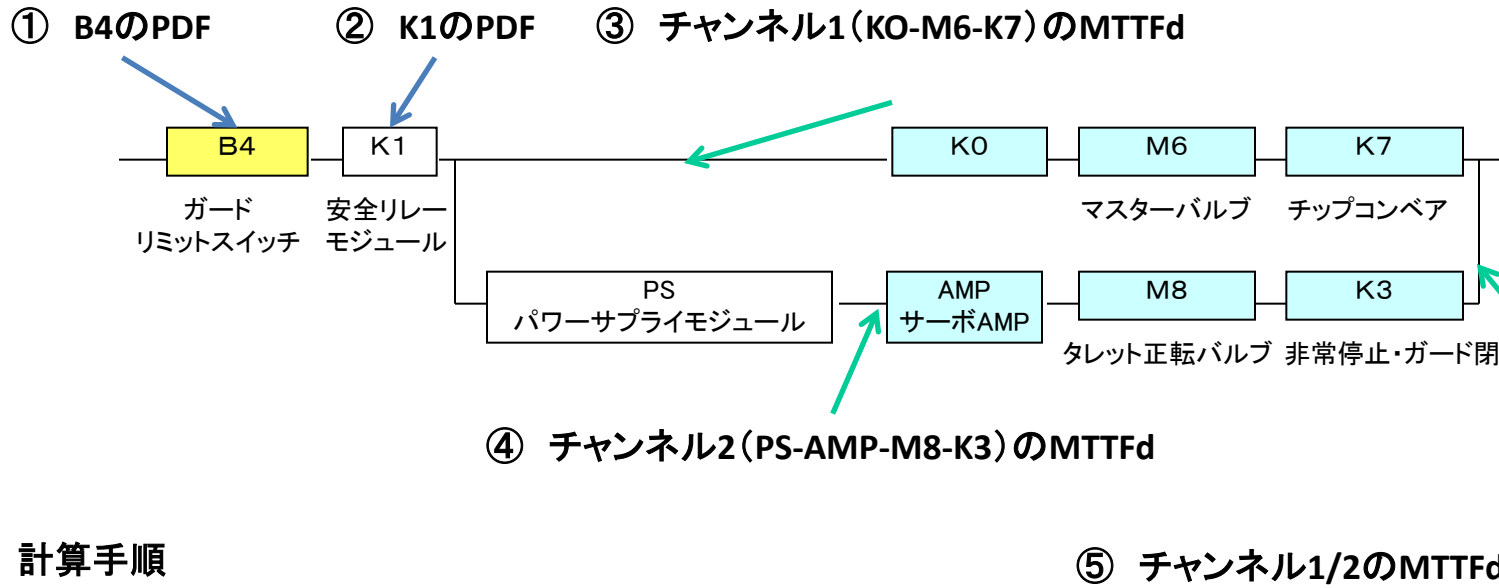 ① B4のPDF
② K1のPDF
③ チャンネル1（KO-M6-K7）のMTTFd
B4
K1
KO
M6
K7
ガード
リミットスイッチ
安全リレー
モジュール
マスターバルブ
チップコンベア
PS
パワーサプライモジュール
AMP
サーボAMP
M8
K3
タレット正転バルブ
非常停止・ガード閉
④ チャンネル2（PS-AMP-M8-K3）のMTTFd
計算手順
⑤ チャンネル1/2のMTTFd